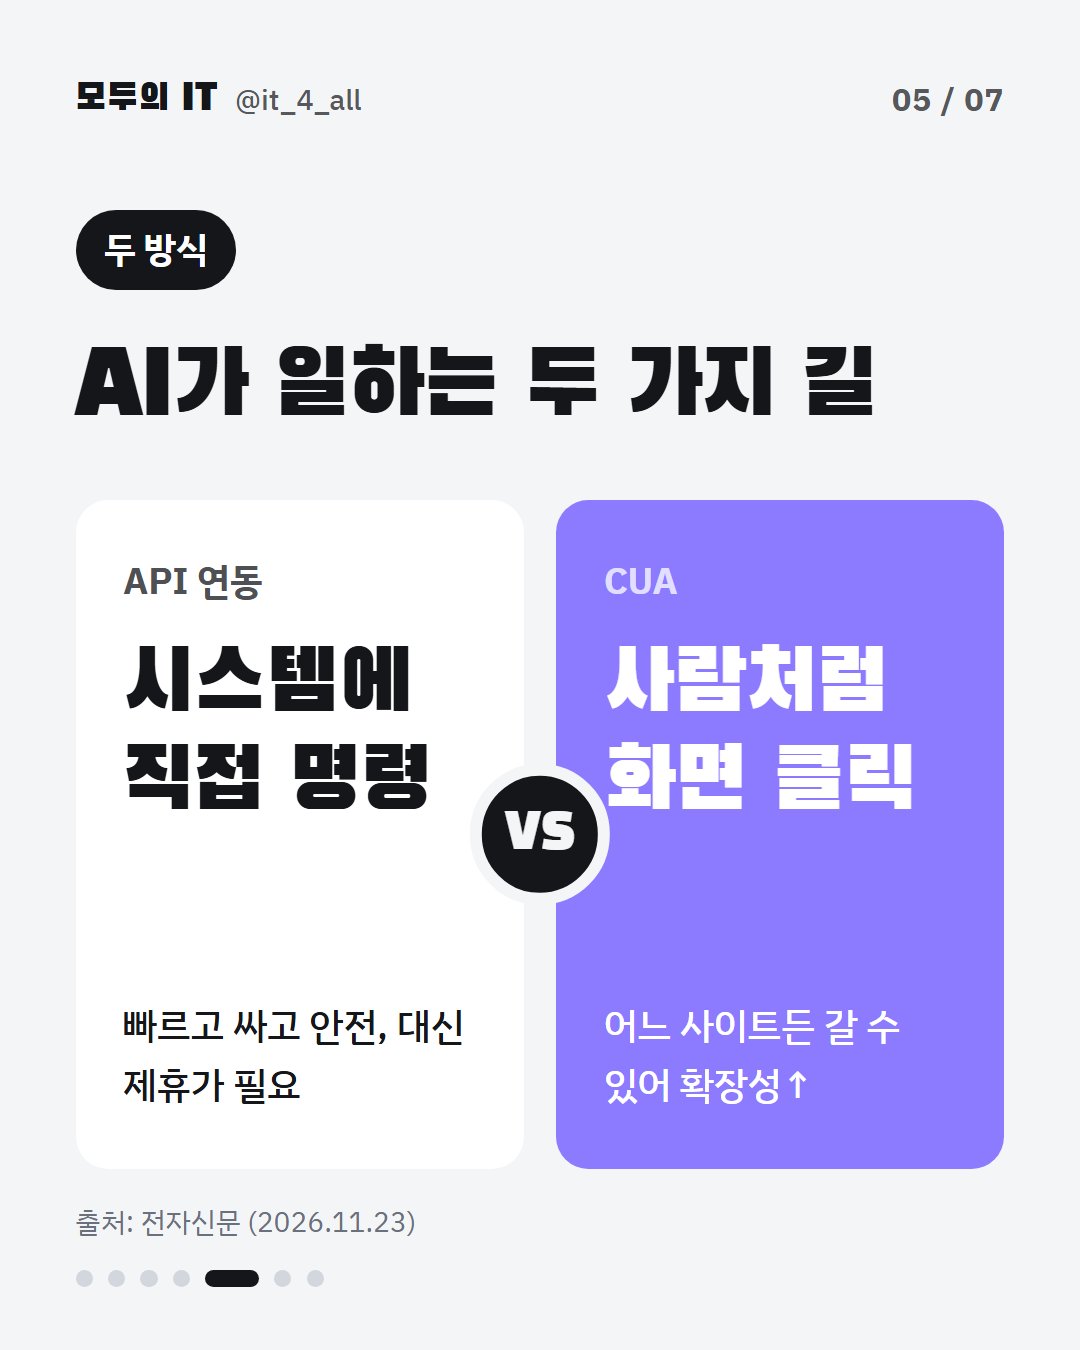 모두의 IT @it_4_all
05 / 07
두 방식
AI가 일하는 두 가지 길
API 연동
시스템에
직접 명령
빠르고 싸고 안전, 대신
제휴가 필요
VS
CUA
사람처럼
화면 클릭
어느 사이트든 갈 수
있어 확장성↑
출처: 전자신문 (2026.11.23)